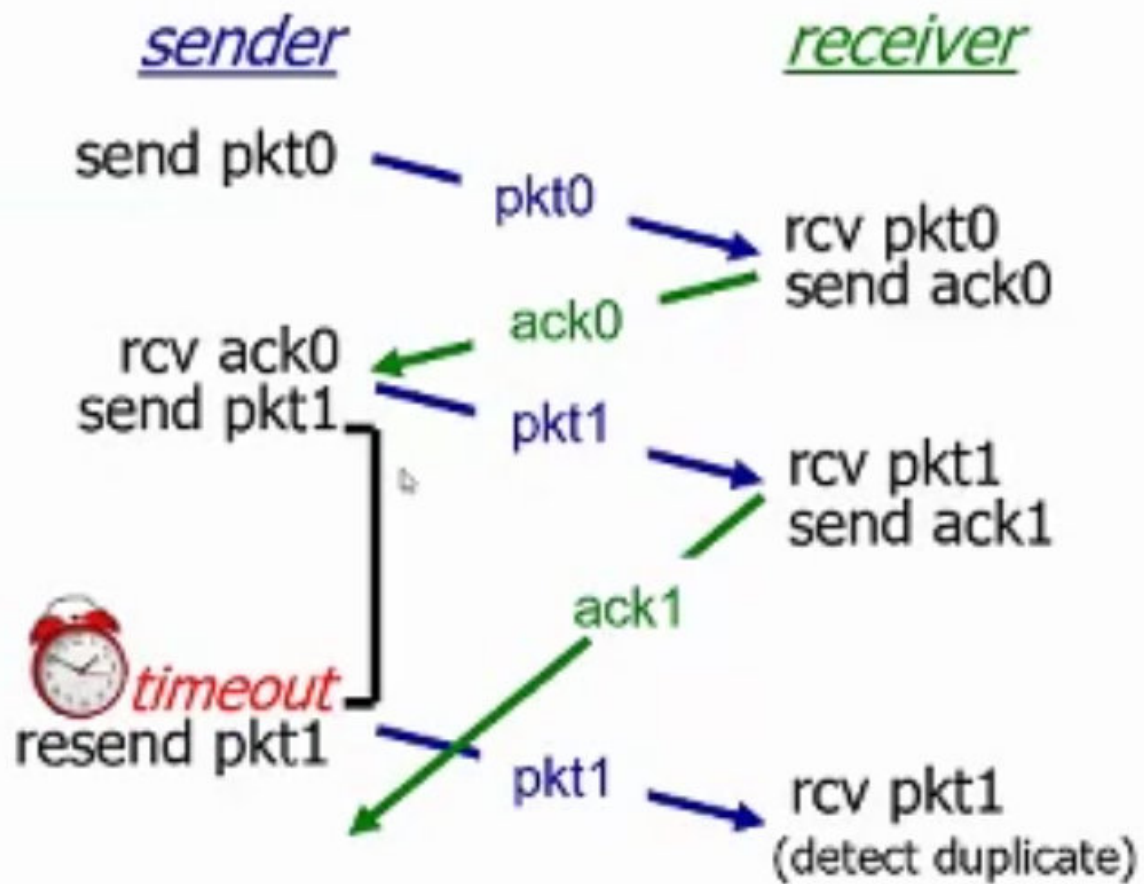 sender
receiver
send pkt0
pkt0
rcv pkt0
send ack0
ack0
rcv ack0
send pkt1
pkt1
rcv pkt1
send ack1
ack1
timeout
resend pkt1
pkt1
rcv pkt1
(detect duplicate)